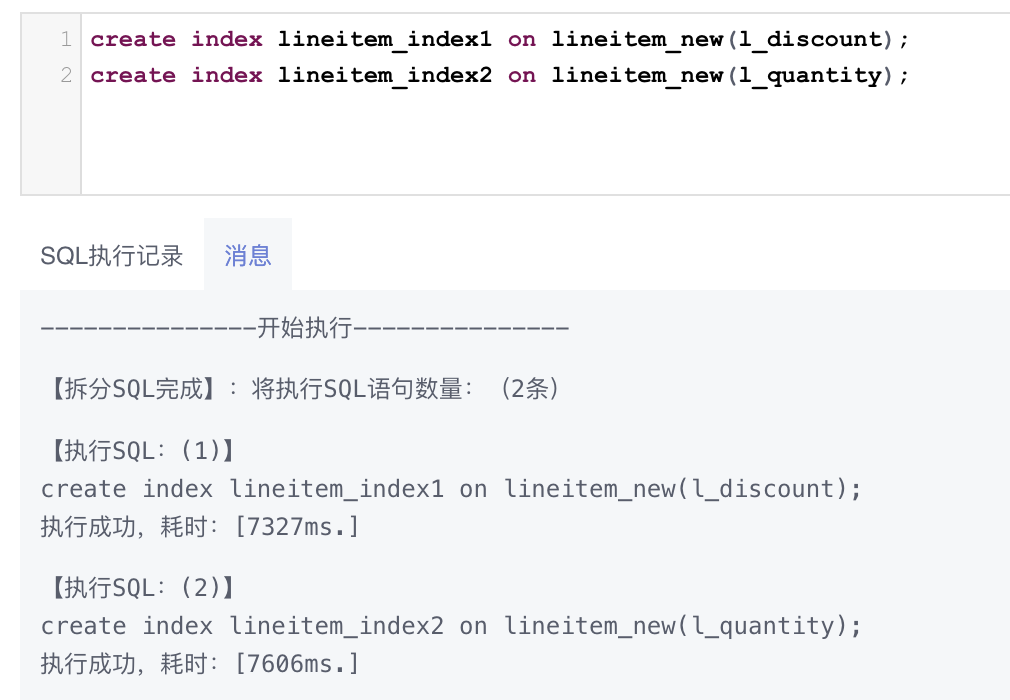 1 create index lineitem_index1 on lineitem_new(l_discount);
2 create index lineitem_index2 on lineitem_new(l_quantity);
SQL执行记录 消息
---------------开始执行---------------
【拆分SQL完成】：将执行SQL语句数量：（2条）
【执行SQL：(1)】
create index lineitem_index1 on lineitem_new(l_discount);
执行成功，耗时：[7327ms.]
【执行SQL：(2)】
create index lineitem_index2 on lineitem_new(l_quantity);
执行成功，耗时：[7606ms.]